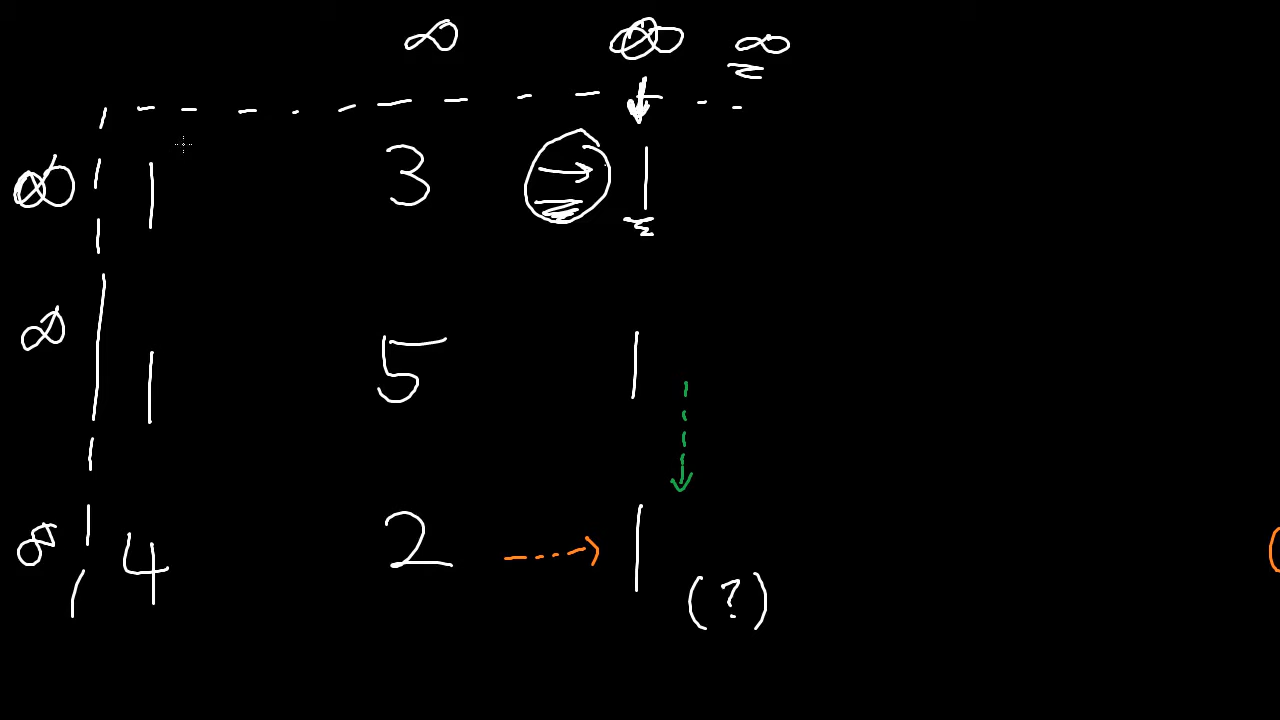 ∞ ∞ ∞
∞ 1 3 → 1
∞ 1 5 1
∞ 4 2 → 1
(?)